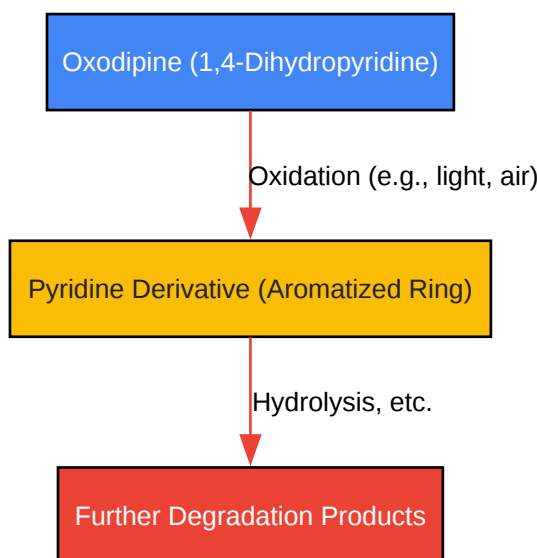 Oxodipine (1,4-Dihydropyridine)
Oxidation (e.g., light, air)
Pyridine Derivative (Aromatized Ring)
Hydrolysis, etc.
Further Degradation Products